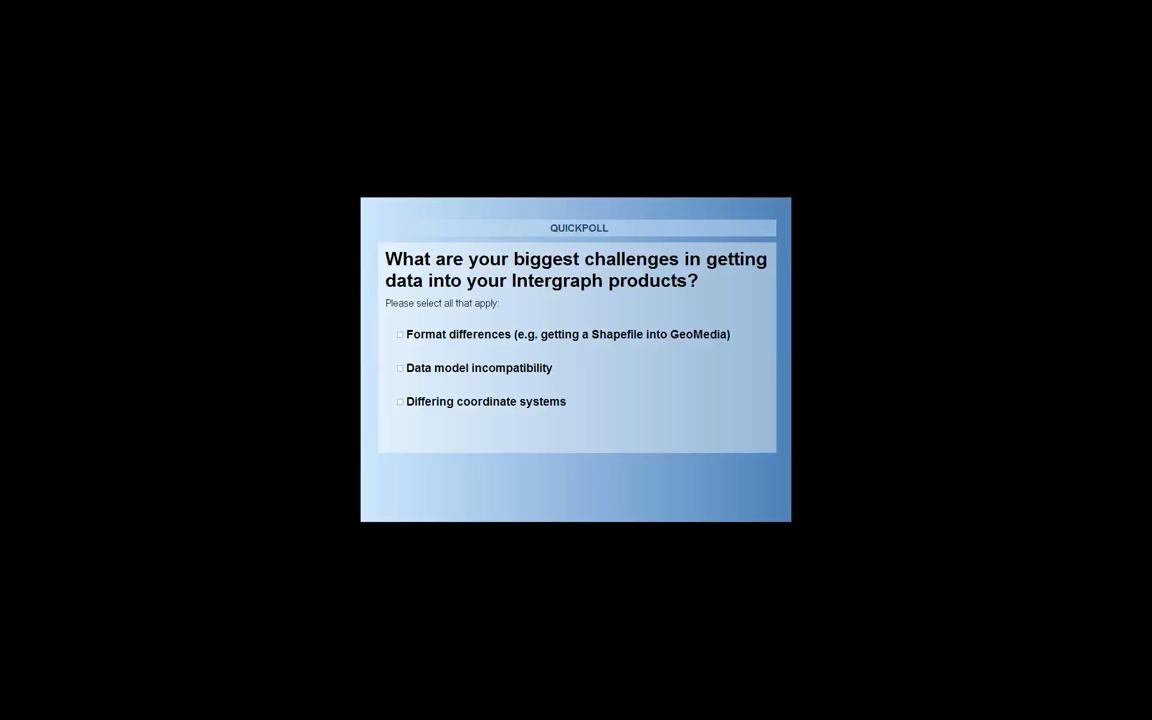 QUICKPOLL
What are your biggest challenges in getting
data into your Intergraph products?
Please select all that apply:
Format differences (e.g. getting a Shapefile into GeoMedia)
Data model incompatibility
Differing coordinate systems